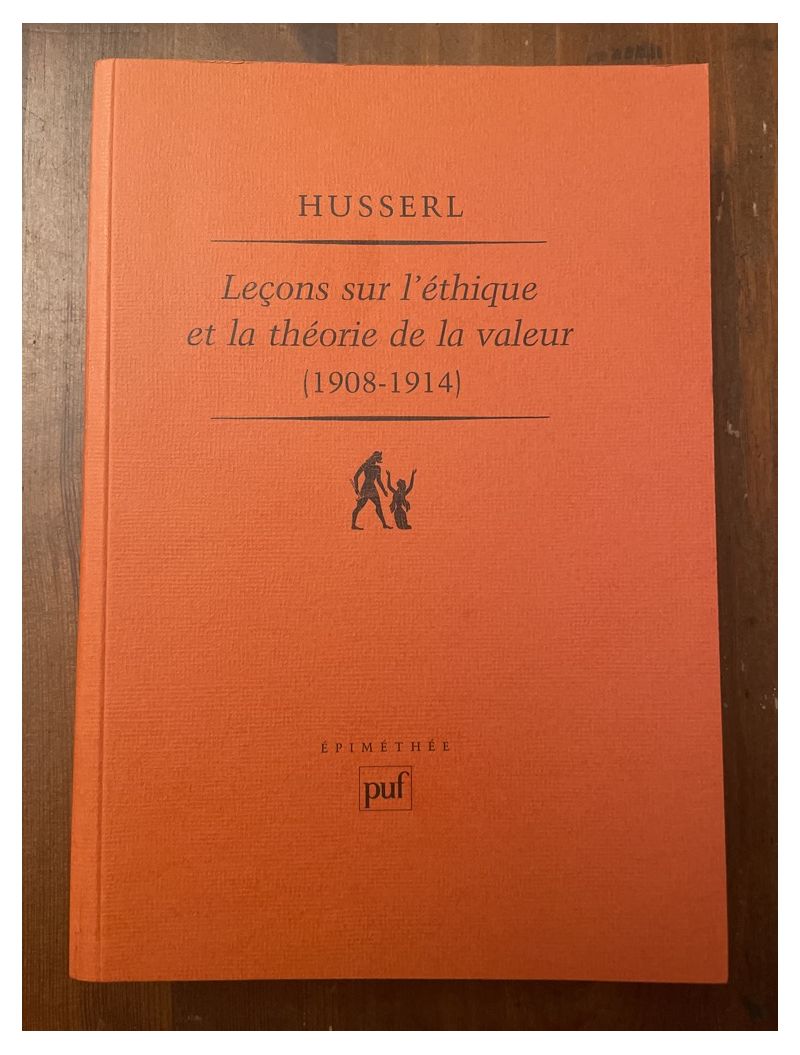 HUSSERL
Leçons sur l'éthique
et la théorie de la valeur
(1908-1914)
ÉPIMÉTHÉE
puf